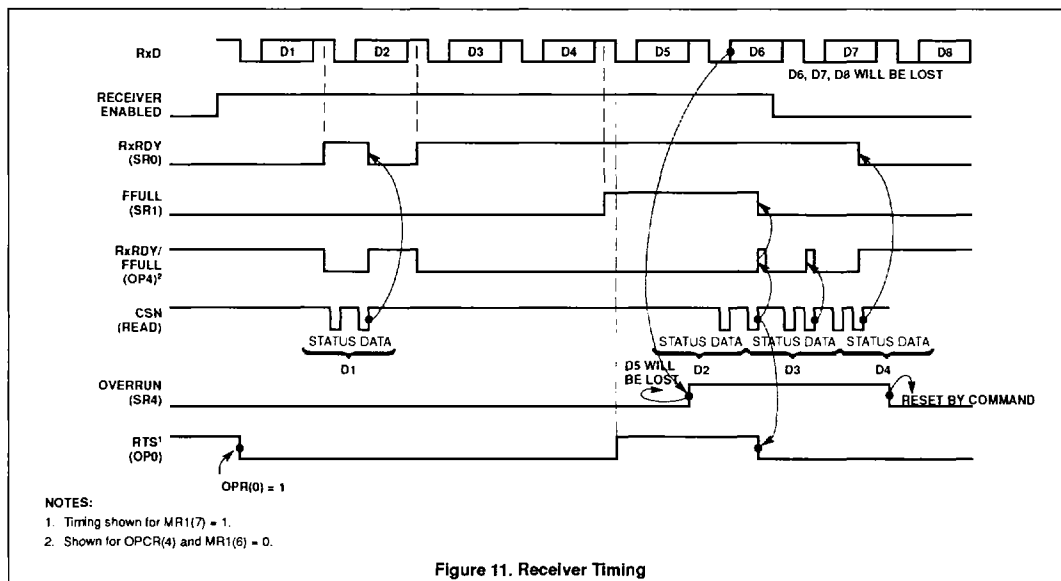 RxD
D1 D2 D3 D4 D5 D6 D7 D8
D6, D7, D8 WILL BE LOST
RECEIVER
ENABLED
RxRDY
(SR0)
FFULL
(SR1)
RxRDY/
FFULL
(OP4)²
CSN
(READ)
STATUS DATA STATUS DATA STATUS DATA STATUS DATA
D1 D2 D3 D4
D5 WILL
BE LOST
OVERRUN
(SR4)
RESET BY COMMAND
RTS¹
(OP0)
OPR(0) = 1
NOTES:
1. Timing shown for MR1(7) = 1.
2. Shown for OPCR(4) and MR1(6) = 0.
Figure 11. Receiver Timing